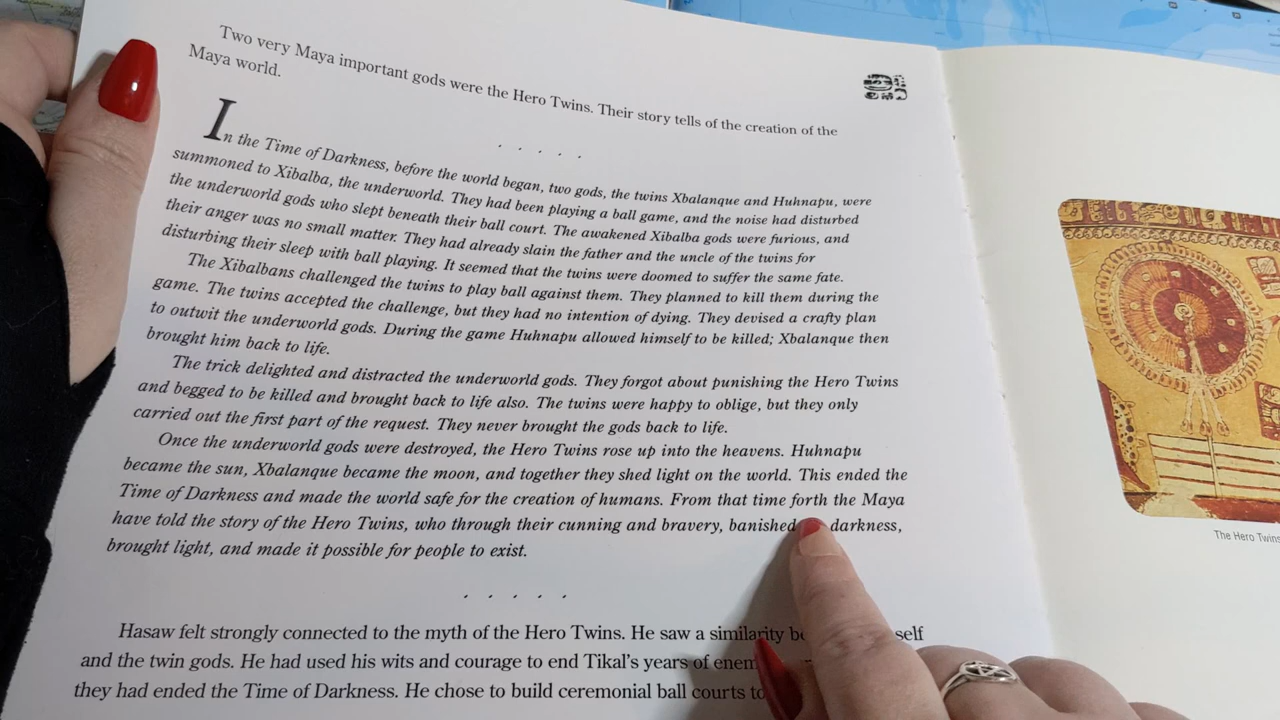 Two very Maya important gods were the Hero Twins. Their story tells of the creation of the
Maya world.
. . . . .
In the Time of Darkness, before the world began, two gods, the twins Xbalanque and Huhnapu, were
summoned to Xibalba, the underworld. They had been playing a ball game, and the noise had disturbed
the underworld gods who slept beneath their ball court. The awakened Xibalba gods were furious, and
their anger was no small matter. They had already slain the father and the uncle of the twins for
disturbing their sleep with ball playing. It seemed that the twins were doomed to suffer the same fate.
The Xibalbans challenged the twins to play ball against them. They planned to kill them during the
game. The twins accepted the challenge, but they had no intention of dying. They devised a crafty plan
to outwit the underworld gods. During the game Huhnapu allowed himself to be killed; Xbalanque then
brought him back to life.
The trick delighted and distracted the underworld gods. They forgot about punishing the Hero Twins
and begged to be killed and brought back to life also. The twins were happy to oblige, but they only
carried out the first part of the request. They never brought the gods back to life.
Once the underworld gods were destroyed, the Hero Twins rose up into the heavens. Huhnapu
became the sun, Xbalanque became the moon, and together they shed light on the world. This ended the
Time of Darkness and made the world safe for the creation of humans. From that time forth the Maya
have told the story of the Hero Twins, who through their cunning and bravery, banished darkness,
brought light, and made it possible for people to exist.
. . . . .
Hasaw felt strongly connected to the myth of the Hero Twins. He saw a similarity self
and the twin gods. He had used his wits and courage to end Tikal's years of
they had ended the Time of Darkness. He chose to build ceremonial ball courts
The Hero Twins